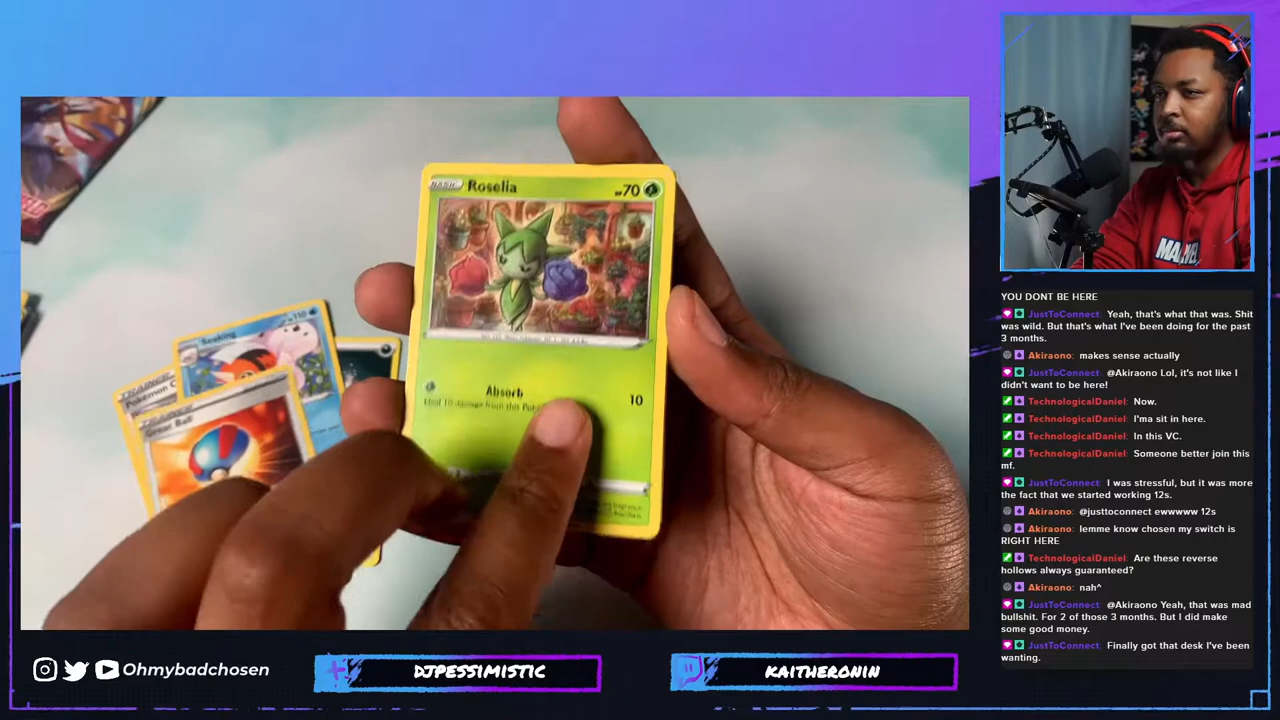 BASIC Roselia 70
Absorb 10
Seaking 110
TRAINER
Pokémon C
TRAINER
Great Ball
MARVEL
YOU DONT BE HERE
JustToConnect: Yeah, that's what that was. Shit
was wild. But that's what I've been doing for the past
3 months.
Akiraono: makes sense actually
JustToConnect: @Akiraono Lol, it's not like I
didn't want to be here!
TechnologicalDaniel: Now.
TechnologicalDaniel: I'ma sit in here.
TechnologicalDaniel: In this VC.
TechnologicalDaniel: Someone better join this
mf.
JustToConnect: I was stressful, but it was more
the fact that we started working 12s.
Akiraono: @justtoconnect ewwwww 12s
Akiraono: lemme know chosen my switch is
RIGHT HERE
TechnologicalDaniel: Are these reverse
hollows always guaranteed?
Akiraono: nah^
JustToConnect: @Akiraono Yeah, that was mad
bullshit. For 2 of those 3 months. But I did make
some good money.
JustToConnect: Finally got that desk I've been
wanting.
Ohmybadchosen
DJPESSIMISTIC
KAITHERONIN